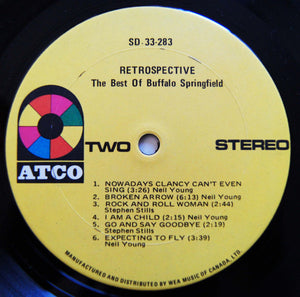 SD-33-283
RETROSPECTIVE
The Best Of Buffalo Springfield
ATCO
TWO
STEREO
1. NOWADAYS CLANCY CAN'T EVEN
SING (3:26) Neil Young
2. BROKEN ARROW (6:13) Neil Young
3. ROCK AND ROLL WOMAN (2:44)
Stephen Stills
4. I AM A CHILD (2:15) Neil Young
5. GO AND SAY GOODBYE (2:19)
Stephen Stills
6. EXPECTING TO FLY (3:39)
Neil Young
MANUFACTURED AND DISTRIBUTED BY WEA MUSIC OF CANADA, LTD.